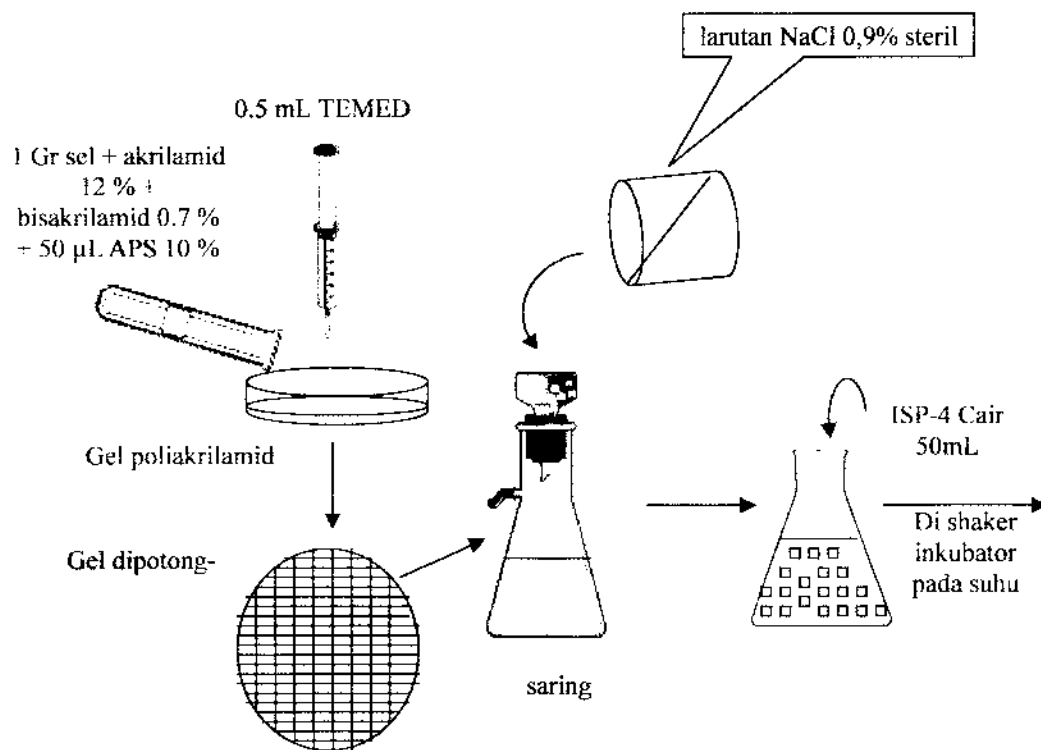 larutan NaCl 0,9% steril
0.5 mL TEMED
1 Gr sel + akrilamid
12 % +
bisakrilamid 0.7 %
+ 50 µL APS 10 %
Gel poliakrilamid
Gel dipotong-
saring
ISP-4 Cair
50mL
Di shaker
inkubator
pada suhu